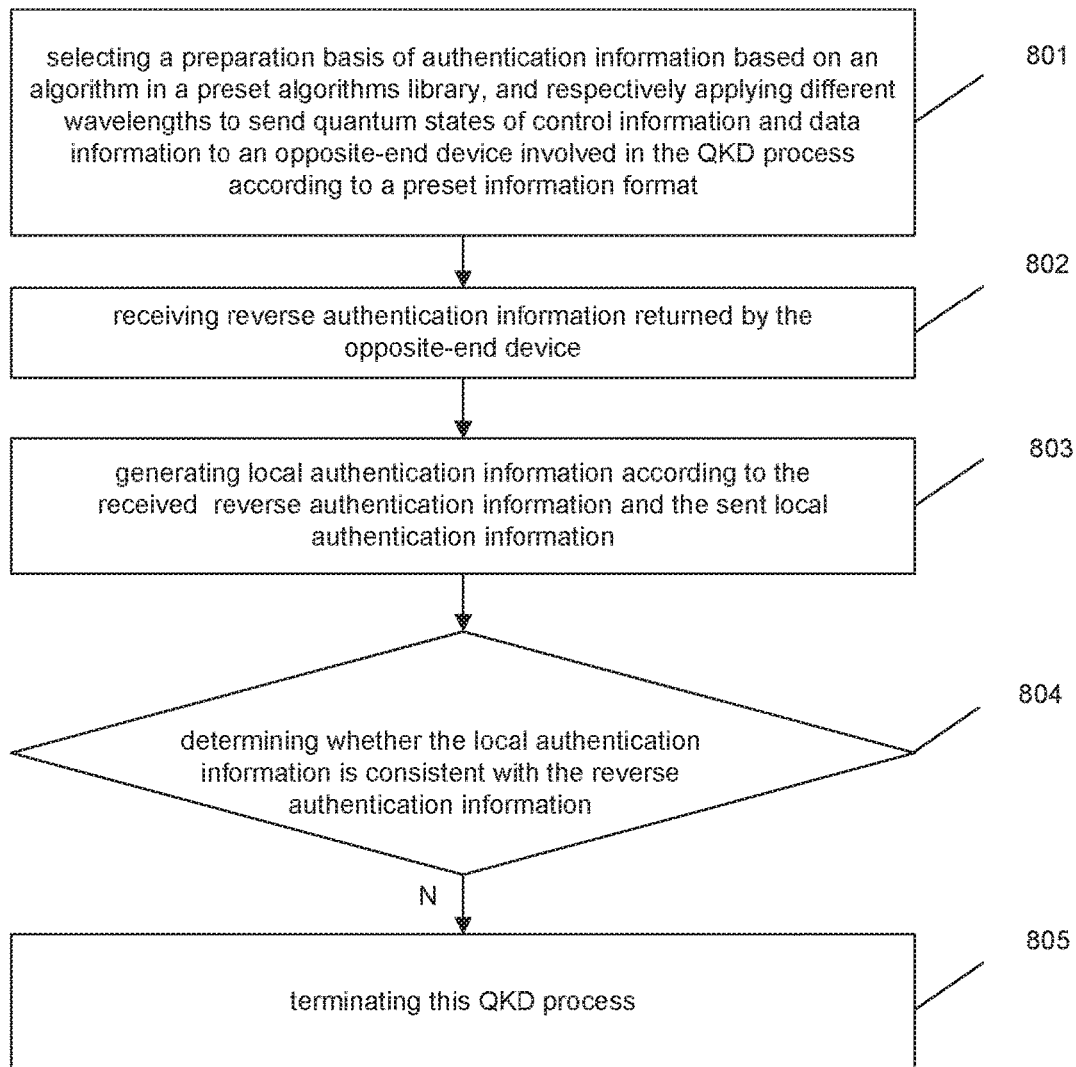 selecting a preparation basis of authentication information based on an
algorithm in a preset algorithms library, and respectively applying different
wavelengths to send quantum states of control information and data
information to an opposite-end device involved in the QKD process
according to a preset information format
801
receiving reverse authentication information returned by the
opposite-end device
802
generating local authentication information according to the
received reverse authentication information and the sent local
authentication information
803
determining whether the local authentication
information is consistent with the reverse
authentication information
804
N
terminating this QKD process
805